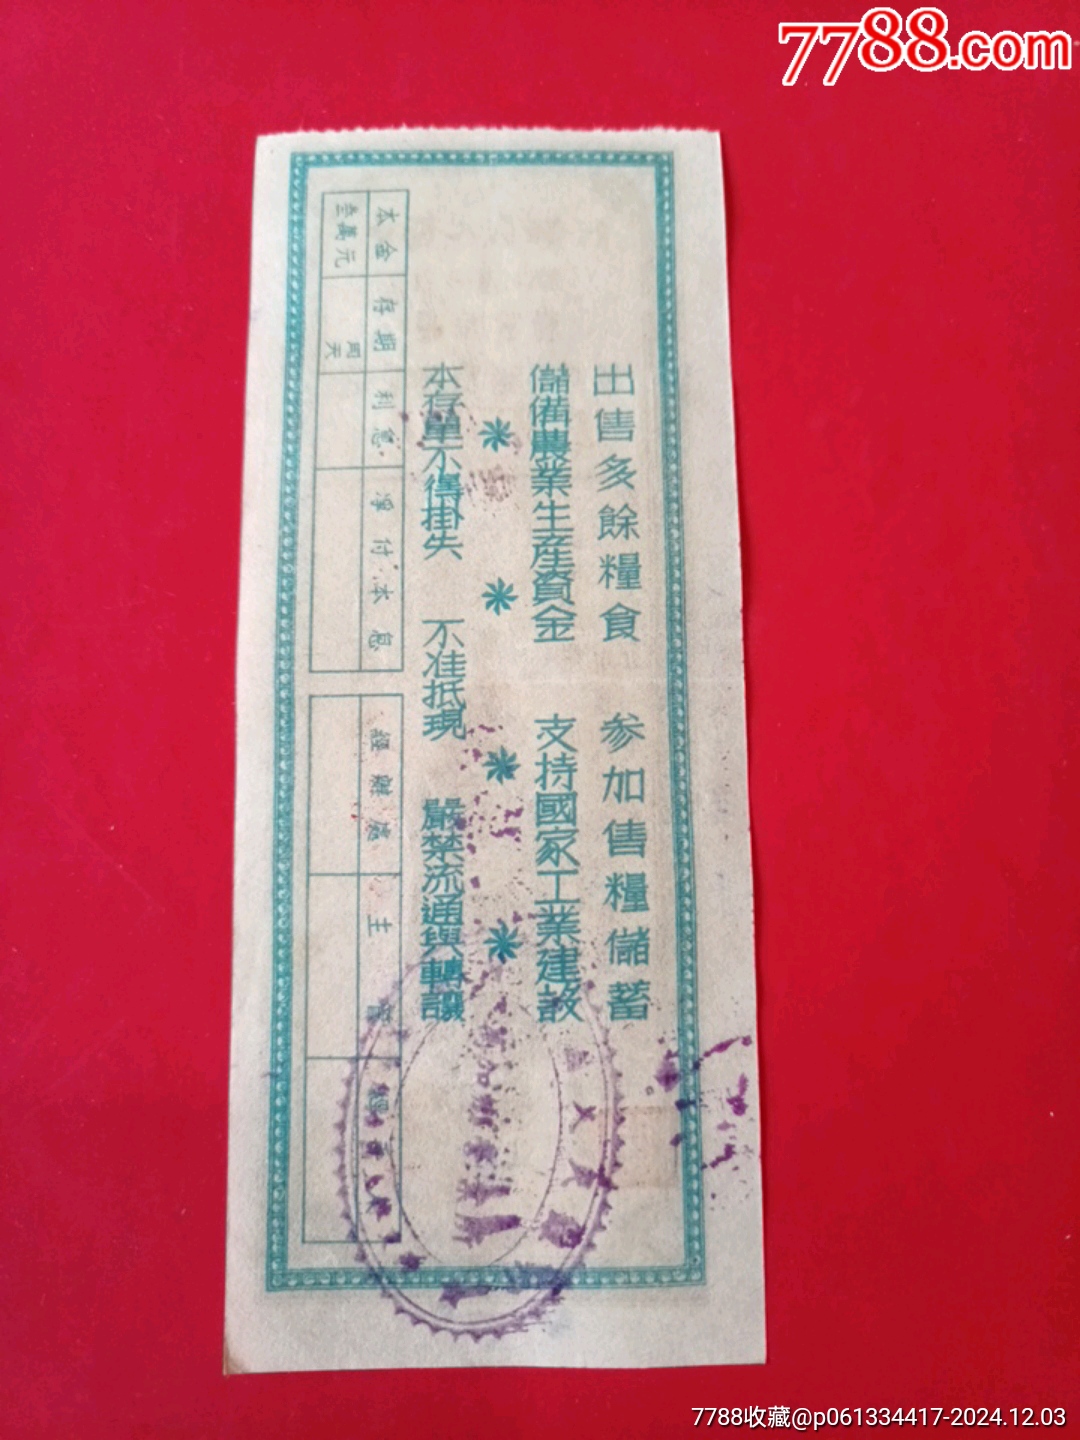 7788.com
出售多餘糧食 參加售糧儲蓄
儲備農業生產資金 支持國家工業建設
本存單不得掛失 不准抵現 嚴禁流通與轉讓
本金 存期 利息 淨付本息
叁萬元 周天
經辦處 主管 經
7788收藏@p061334417-2024.12.03